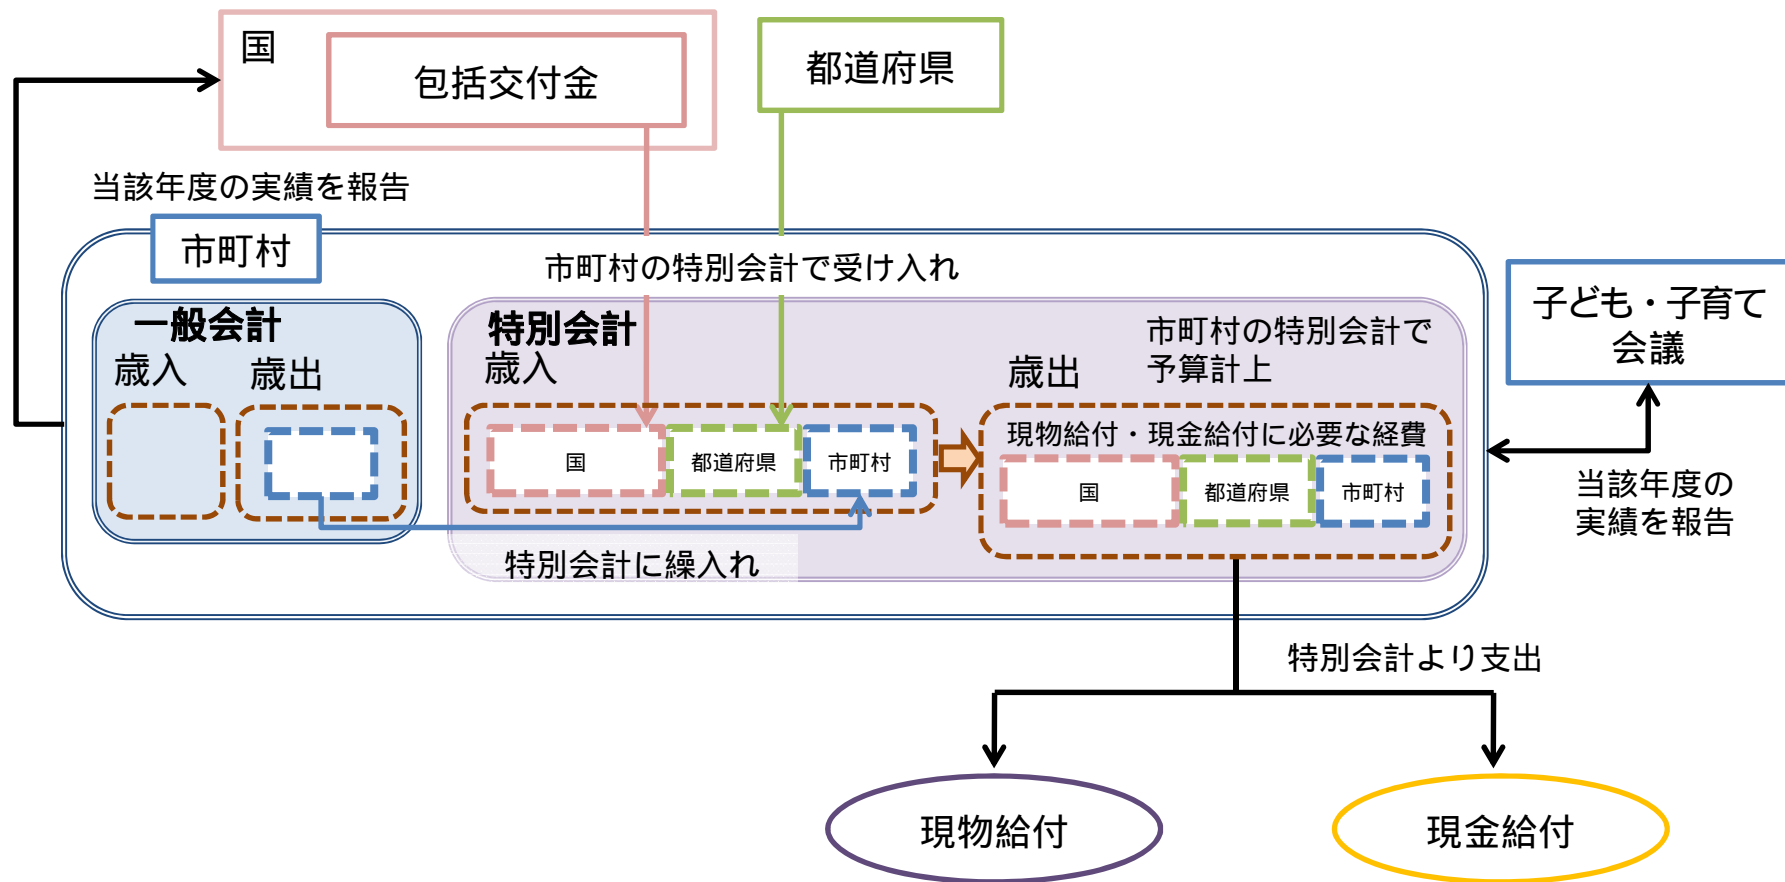 国
包括交付金
都道府県
当該年度の実績を報告
市町村
市町村の特別会計で受け入れ
一般会計
歳入
歳出
特別会計
歳入
国
都道府県
市町村
特別会計に繰入れ
歳出
市町村の特別会計で
予算計上
現物給付・現金給付に必要な経費
国
都道府県
市町村
子ども・子育て
会議
当該年度の
実績を報告
特別会計より支出
現物給付
現金給付